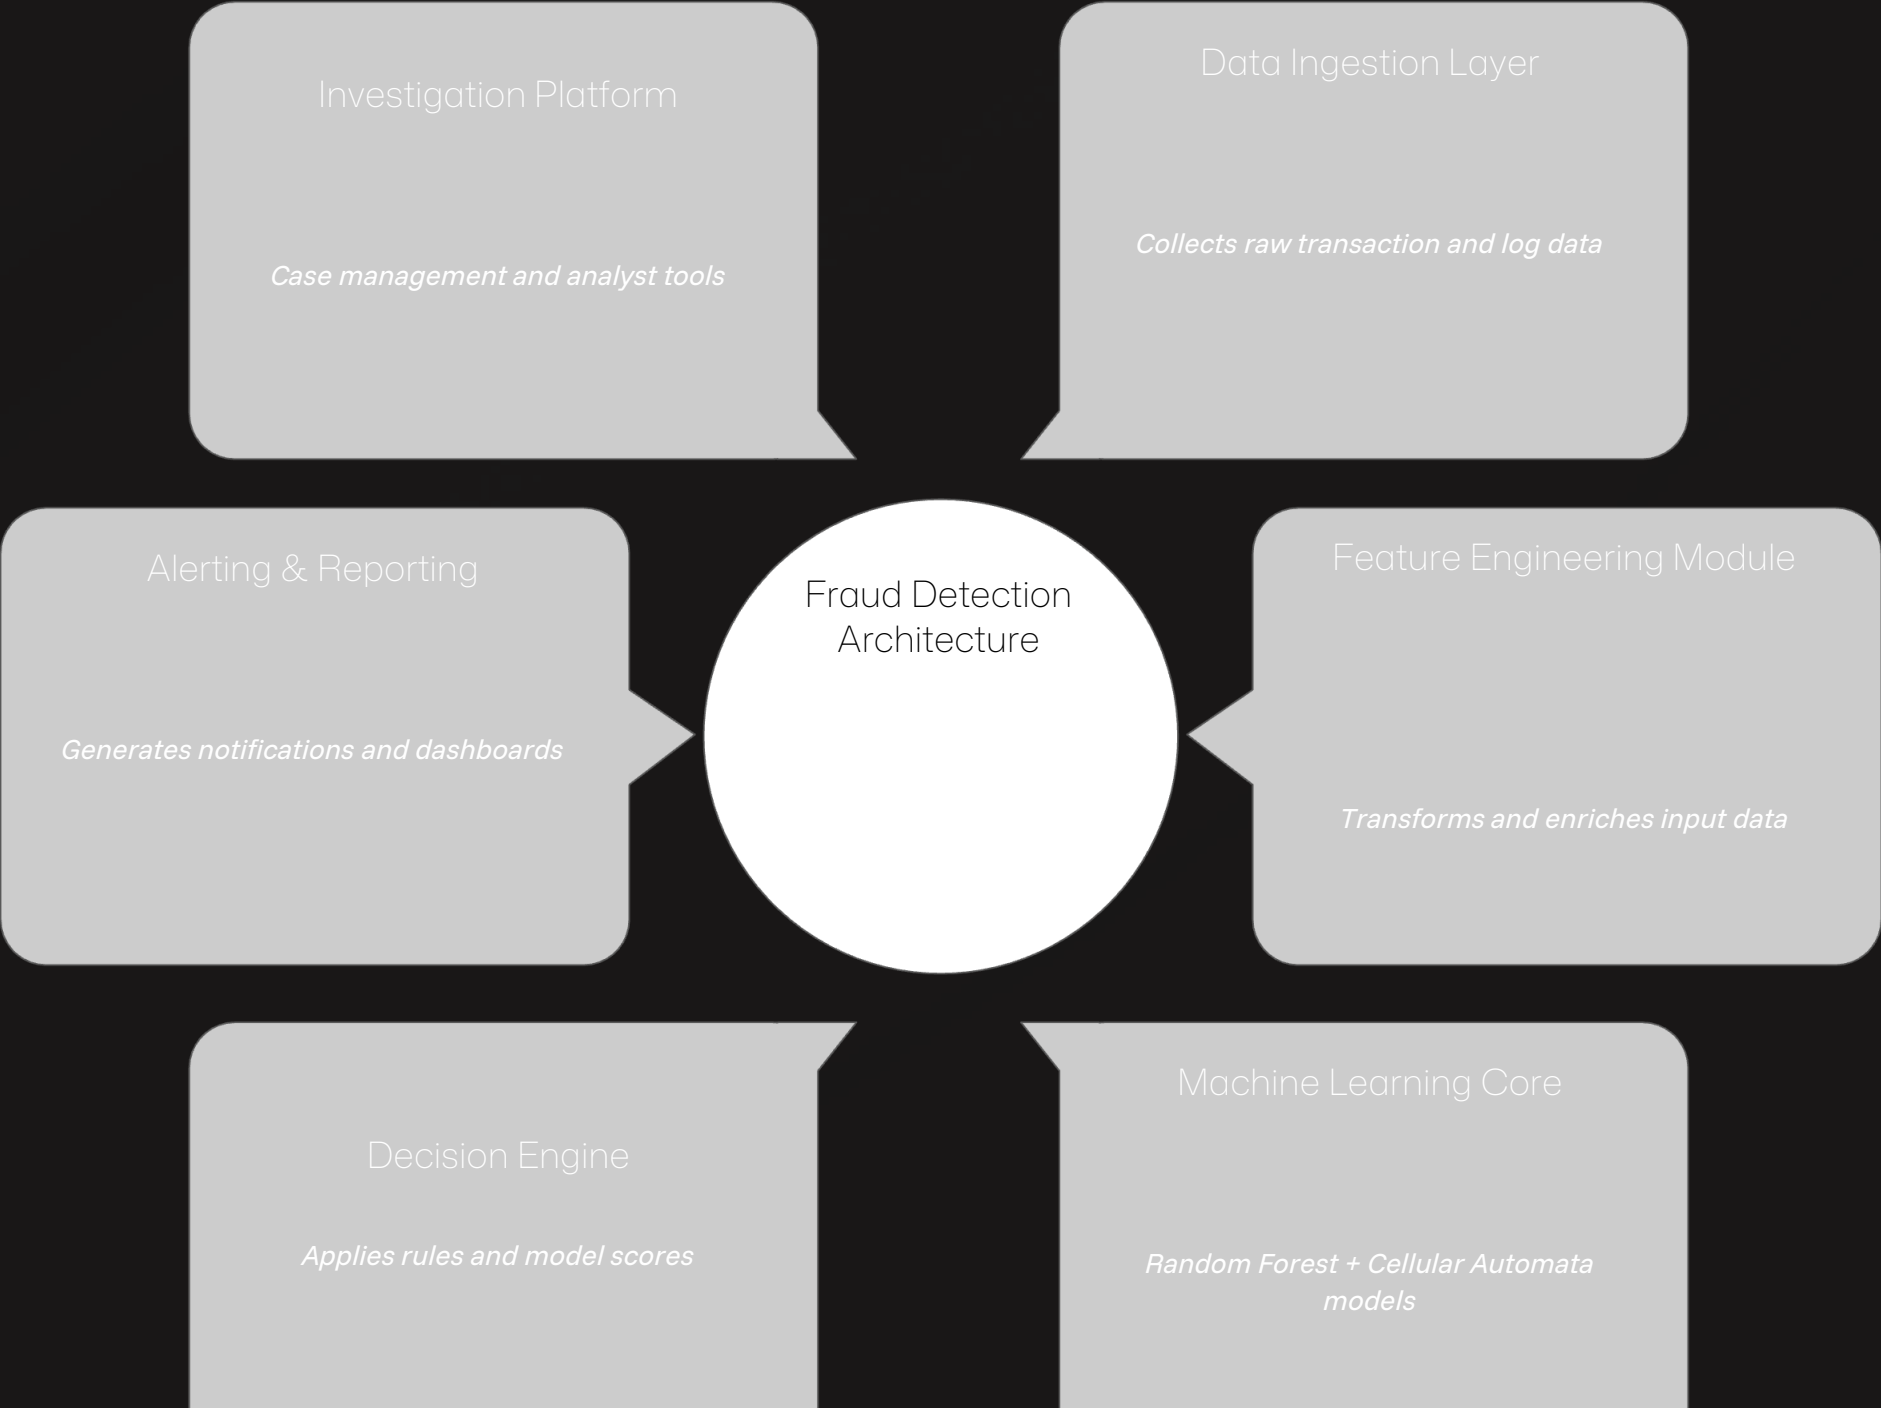 Investigation Platform
Case management and analyst tools
Data Ingestion Layer
Collects raw transaction and log data
Alerting & Reporting
Generates notifications and dashboards
Fraud Detection
Architecture
Feature Engineering Module
Transforms and enriches input data
Decision Engine
Applies rules and model scores
Machine Learning Core
Random Forest + Cellular Automata
models